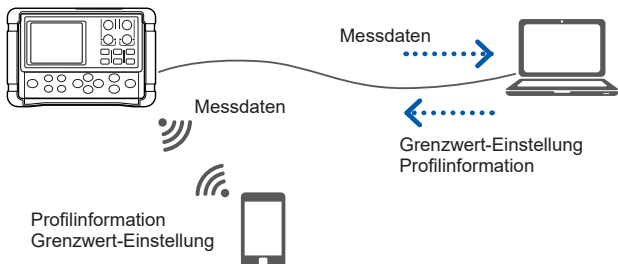 Messdaten
Messdaten
Grenzwert-Einstellung
Profilinformation
Profilinformation
Grenzwert-Einstellung